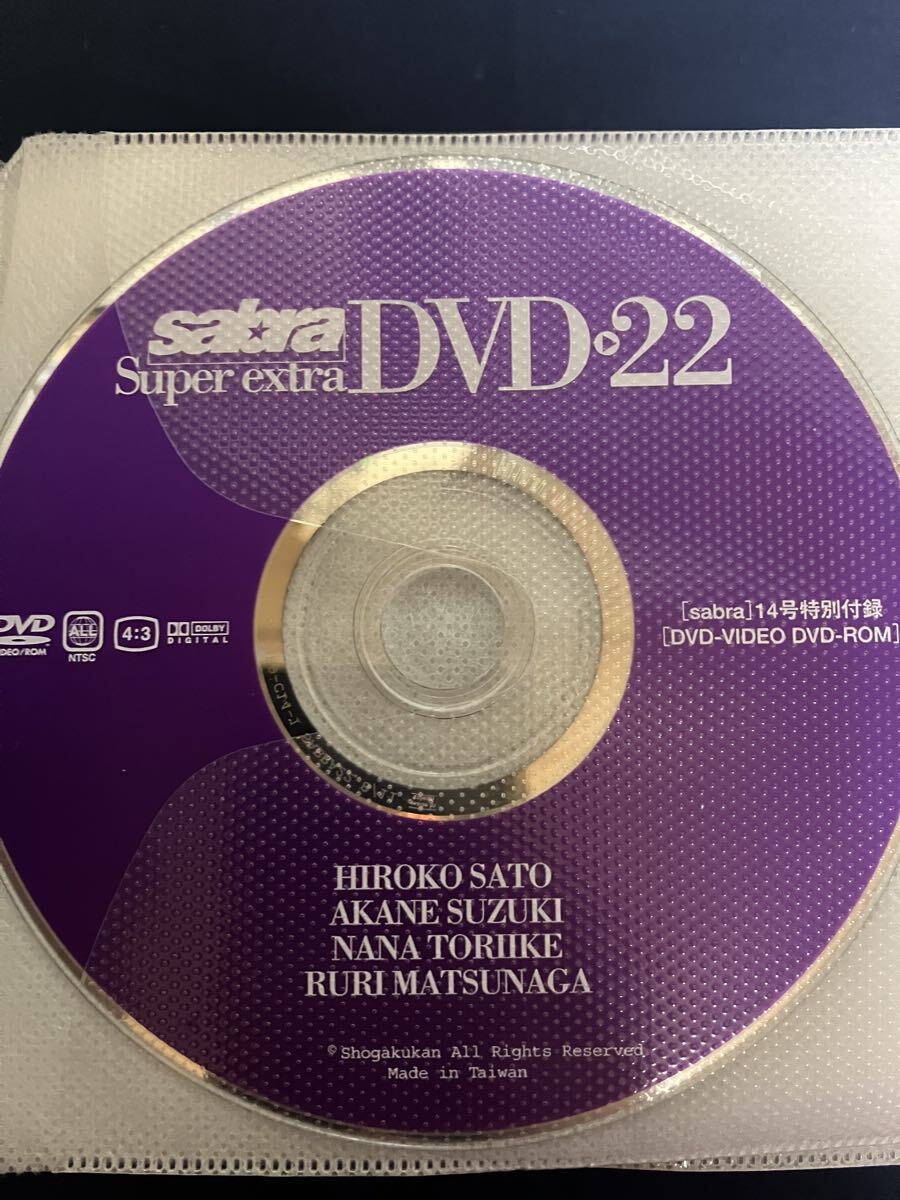 sabra
Super extra DVD 22
DVD
VIDEO/ROM
ALL
NTSC
4:3
DOLBY
DIGITAL
[sabra]14号特別付録
[DVD-VIDEO DVD-ROM]
HIROKO SATO
AKANE SUZUKI
NANA TORIIKE
RURI MATSUNAGA
© Shogakukan All Rights Reserved
Made in Taiwan